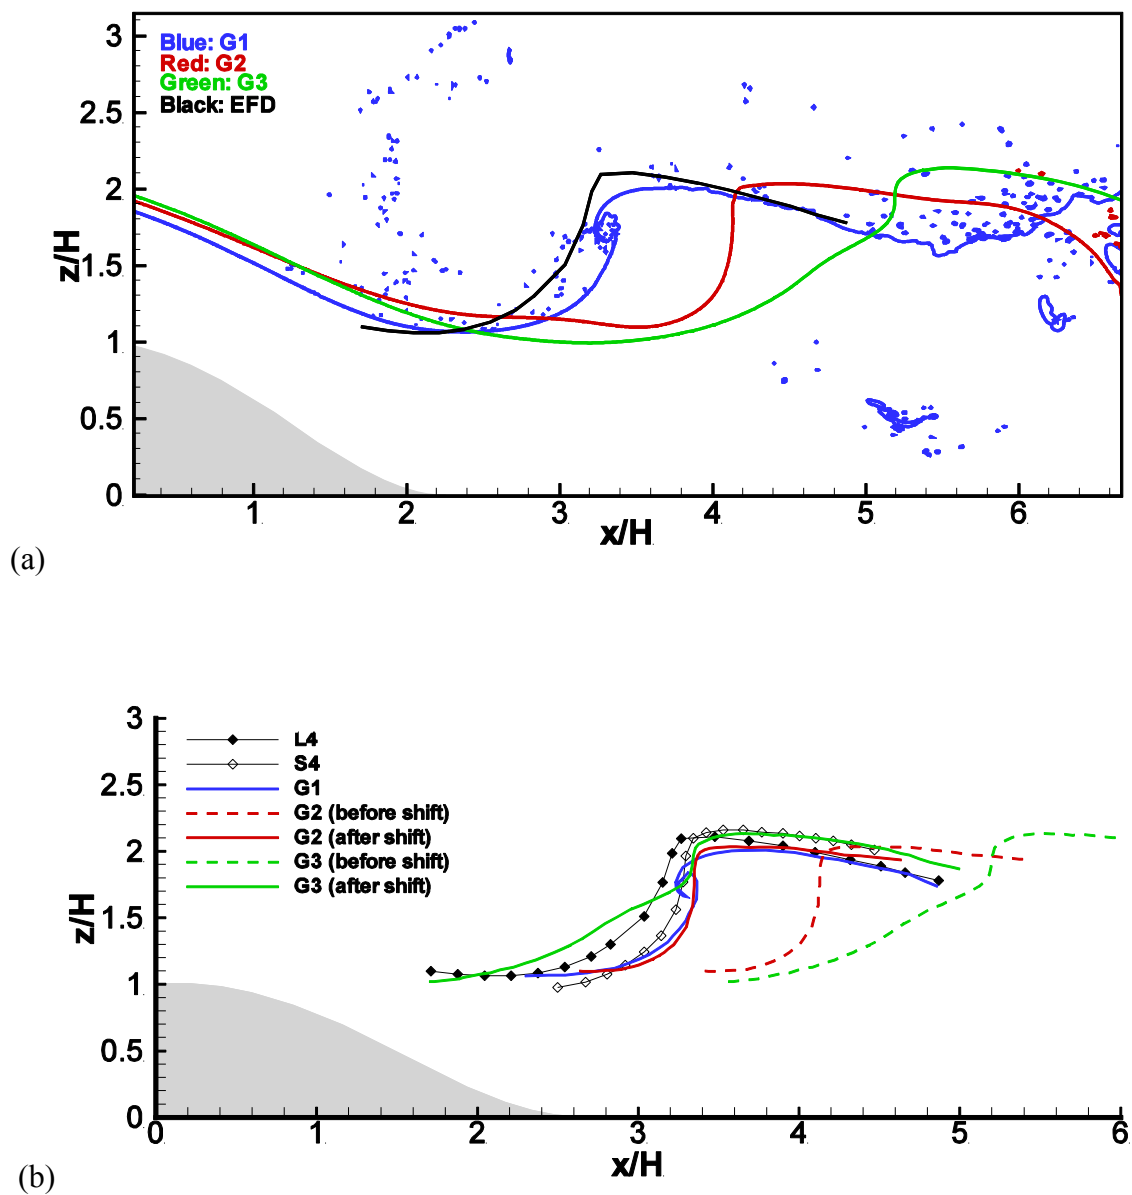 3
2.5
2
1.5
1
0.5
0
z/H
Blue: G1
Red: G2
Green: G3
Black: EFD
1
2
3
4
5
6
x/H
(a)
3
2.5
2
1.5
1
0.5
0
z/H
L4
S4
G1
G2 (before shift)
G2 (after shift)
G3 (before shift)
G3 (after shift)
0
1
2
3
4
5
6
x/H
(b)